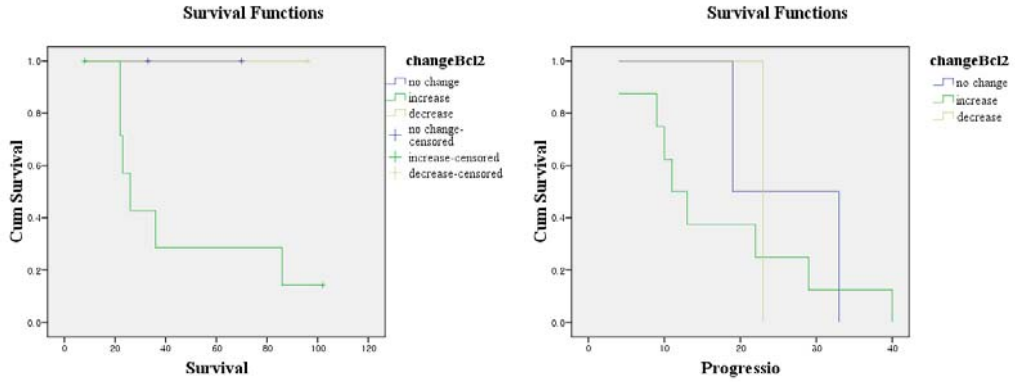 Survival Functions
1.0
0.8
0.6
0.4
0.2
0.0
Cum Survival
0 20 40 60 80 100 120
Survival
changeBcl2
no change
increase
decrease
no change-
censored
increase-censored
decrease-censored
Survival Functions
1.0
0.8
0.6
0.4
0.2
0.0
Cum Survival
0 10 20 30 40
Progressio
changeBcl2
no change
increase
decrease